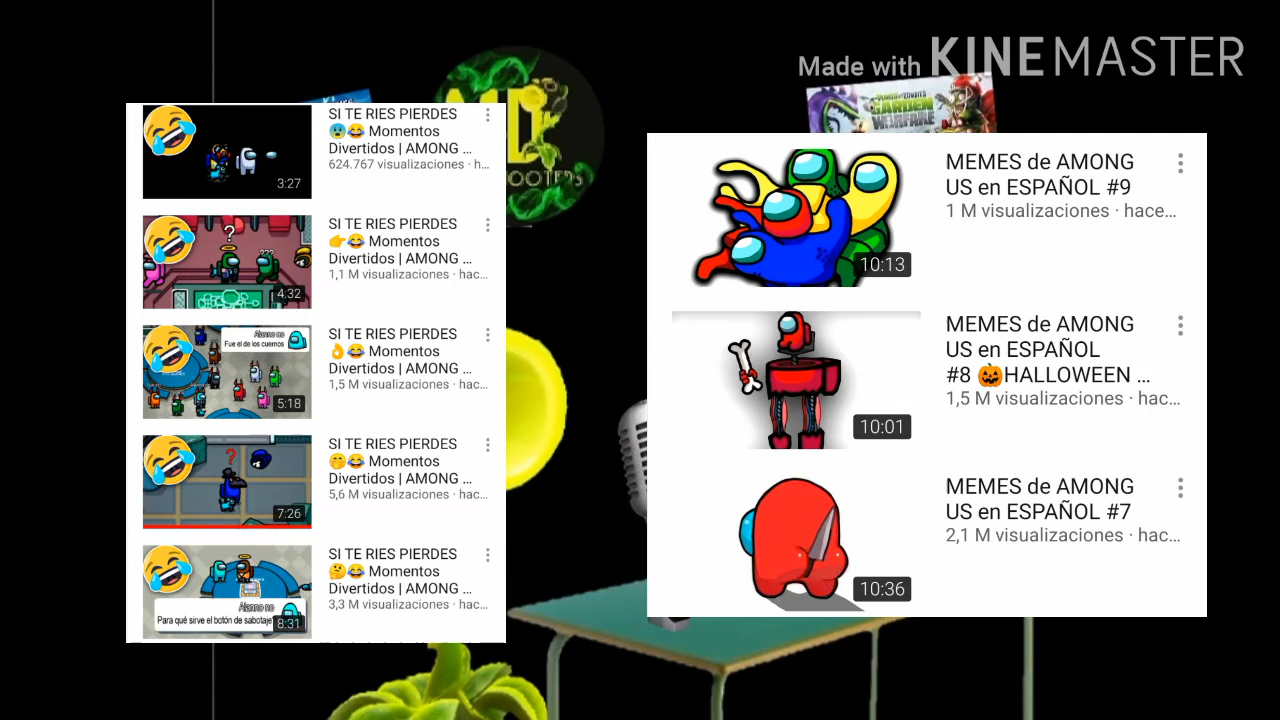 Made with KINEMASTER
SI TE RIES PIERDES
😰😂 Momentos
Divertidos | AMONG ...
624.767 visualizaciones · h...
3:27
SI TE RIES PIERDES
👉😂 Momentos
Divertidos | AMONG ...
1,1 M visualizaciones · hac...
?
???
4:32
SI TE RIES PIERDES
👌😂 Momentos
Divertidos | AMONG ...
1,5 M visualizaciones · hac...
Alanno no
Fue el de los cuernos
5:18
SI TE RIES PIERDES
🤭😂 Momentos
Divertidos | AMONG ...
5,6 M visualizaciones · hac...
?
7:26
SI TE RIES PIERDES
🤔😂 Momentos
Divertidos | AMONG ...
3,3 M visualizaciones · hac...
Alanno no
Para qué sirve el botón de sabotaje
8:31
GARDEN
WARFARE
MEMES de AMONG
US en ESPAÑOL #9
1 M visualizaciones · hace...
10:13
MEMES de AMONG
US en ESPAÑOL
#8 🎃HALLOWEEN ...
1,5 M visualizaciones · hac...
10:01
MEMES de AMONG
US en ESPAÑOL #7
2,1 M visualizaciones · hac...
10:36